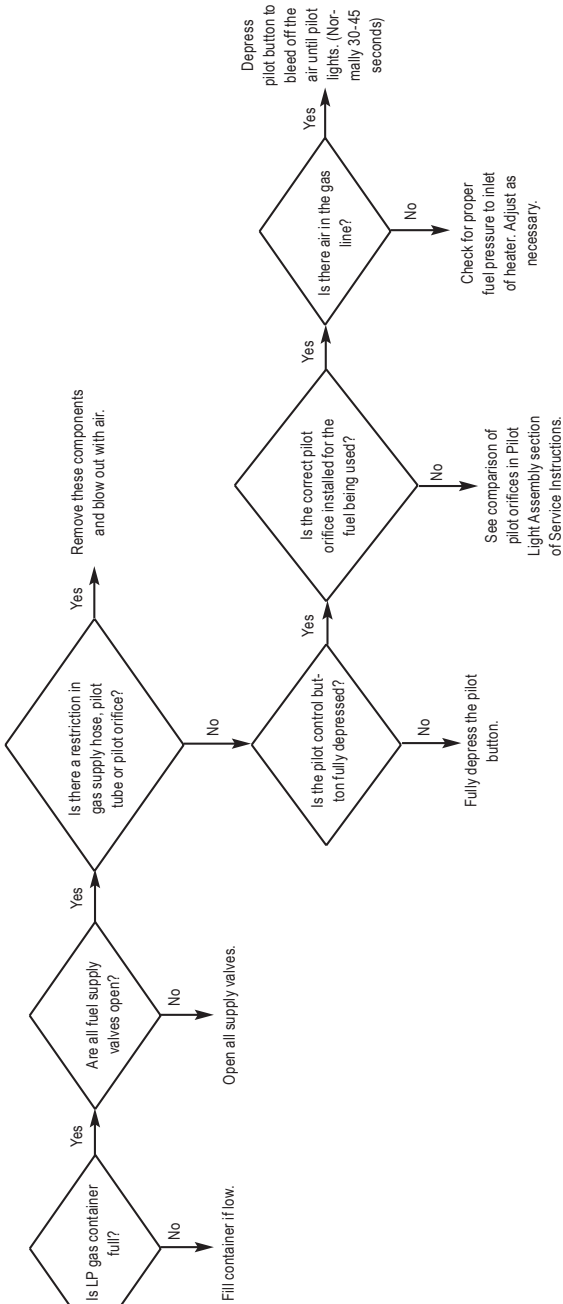 Is LP gas container
full?
No
Fill container if low.
Yes
Are all fuel supply
valves open?
No
Open all supply valves.
Yes
Is there a restriction in
gas supply hose, pilot
tube or pilot orifice?
Yes
Remove these components
and blow out with air.
No
Is the pilot control but-
ton fully depressed?
No
Fully depress the pilot
button.
Yes
Is the correct pilot
orifice installed for the
fuel being used?
No
See comparison of
pilot orifices in Pilot
Light Assembly section
of Service Instructions.
Yes
Is there air in the gas
line?
No
Check for proper
fuel pressure to inlet
of heater. Adjust as
necessary.
Yes
Depress
pilot button to
bleed off the
air until pilot
lights. (Nor-
mally 30-45
seconds)